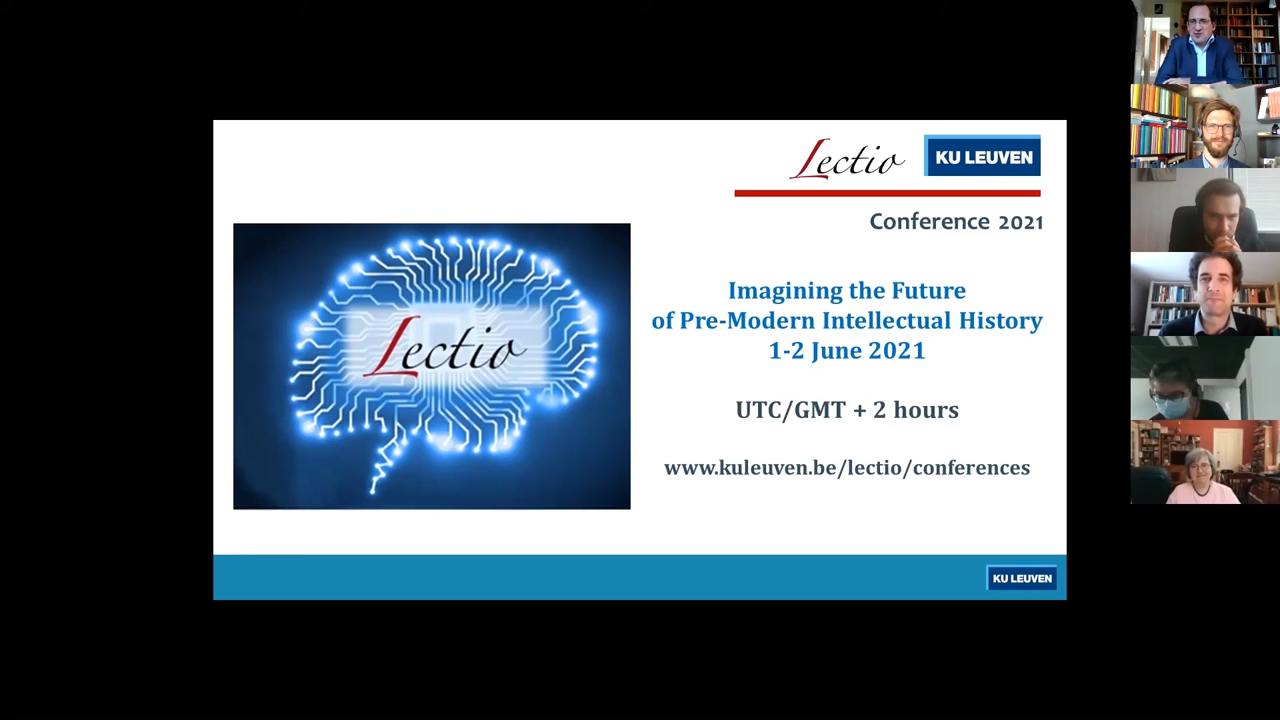 Lectio
KU LEUVEN
Conference 2021
Lectio
Imagining the Future
of Pre-Modern Intellectual History
1-2 June 2021
UTC/GMT + 2 hours
www.kuleuven.be/lectio/conferences
KU LEUVEN